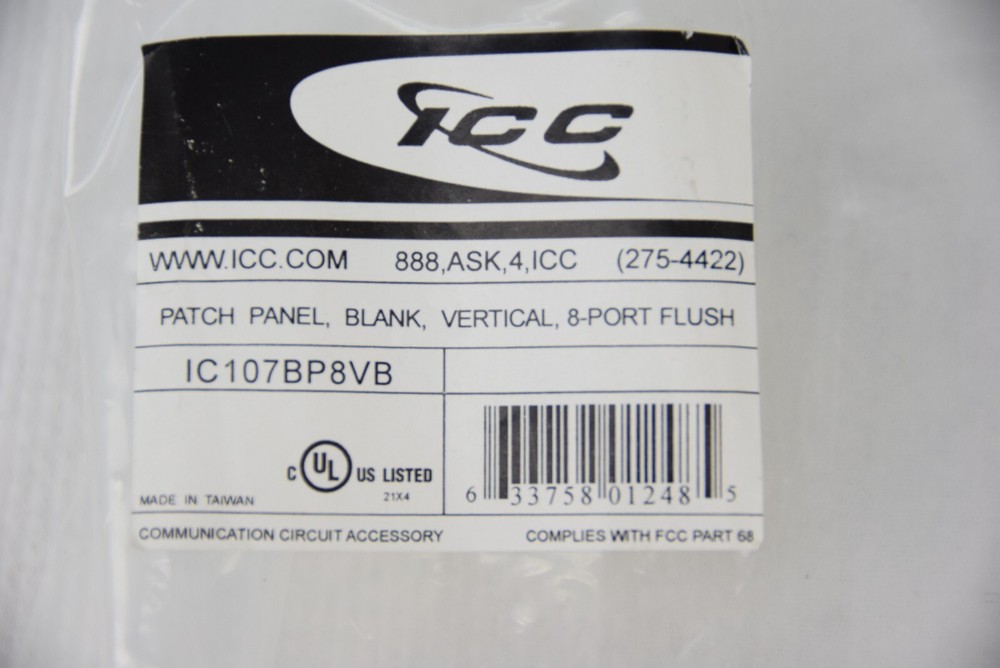 ICC
WWW.ICC.COM 888,ASK,4,ICC (275-4422)
PATCH PANEL, BLANK, VERTICAL, 8-PORT FLUSH
IC107BP8VB
C UL US LISTED
21X4
MADE IN TAIWAN
6 33758 01248 5
COMMUNICATION CIRCUIT ACCESSORY COMPLIES WITH FCC PART 68